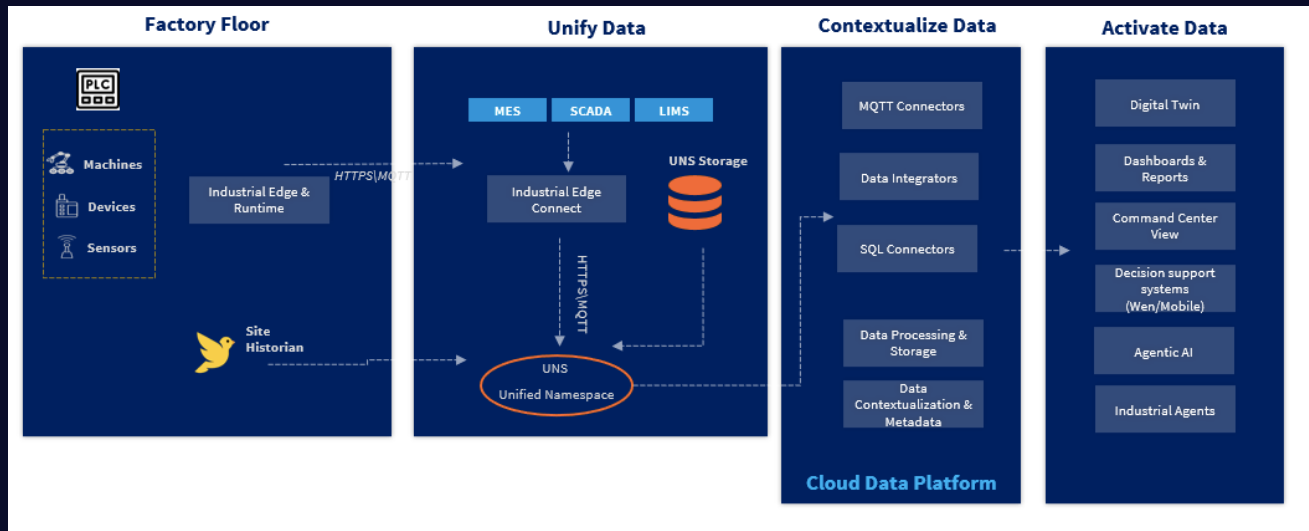 Factory Floor
PLC
Machines
Devices
Sensors
Industrial Edge &
Runtime
HTTPS\MQTT
Site
Historian
Unify Data
MES
SCADA
LIMS
UNS Storage
Industrial Edge
Connect
HTTPS\MQTT
UNS
Unified Namespace
Contextualize Data
MQTT Connectors
Data Integrators
SQL Connectors
Data Processing &
Storage
Data
Contextualization &
Metadata
Cloud Data Platform
Activate Data
Digital Twin
Dashboards &
Reports
Command Center
View
Decision support
systems
(Wen/Mobile)
Agentic AI
Industrial Agents